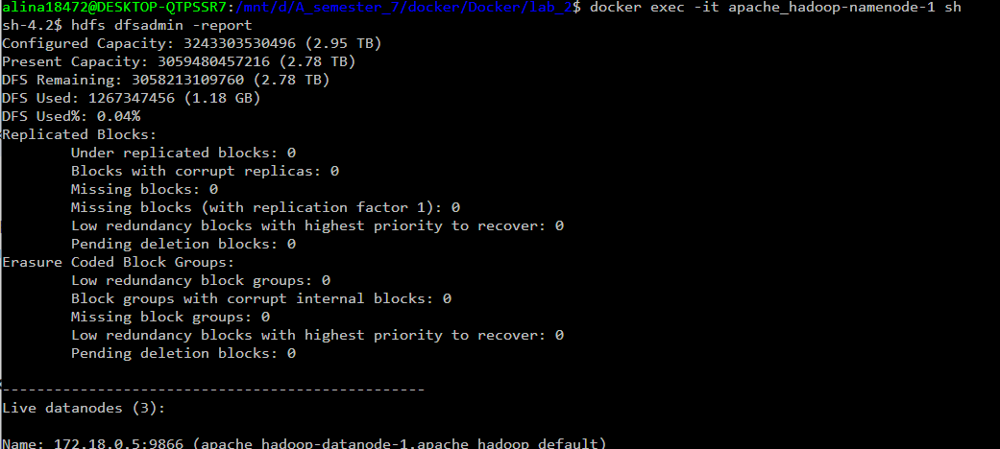 alina18472@DESKTOP-QTPSSR7:/mnt/d/A_semester_7/docker/Docker/lab_2$ docker exec -it apache_hadoop-namenode-1 sh
sh-4.2$ hdfs dfsadmin -report
Configured Capacity: 3243303530496 (2.95 TB)
Present Capacity: 3059480457216 (2.78 TB)
DFS Remaining: 3058213109760 (2.78 TB)
DFS Used: 1267347456 (1.18 GB)
DFS Used%: 0.04%
Replicated Blocks:
        Under replicated blocks: 0
        Blocks with corrupt replicas: 0
        Missing blocks: 0
        Missing blocks (with replication factor 1): 0
        Low redundancy blocks with highest priority to recover: 0
        Pending deletion blocks: 0
Erasure Coded Block Groups:
        Low redundancy block groups: 0
        Block groups with corrupt internal blocks: 0
        Missing block groups: 0
        Low redundancy blocks with highest priority to recover: 0
        Pending deletion blocks: 0
-------------------------------------------------
Live datanodes (3):
Name: 172.18.0.5:9866 (apache_hadoop-datanode-1.apache_hadoop_default)